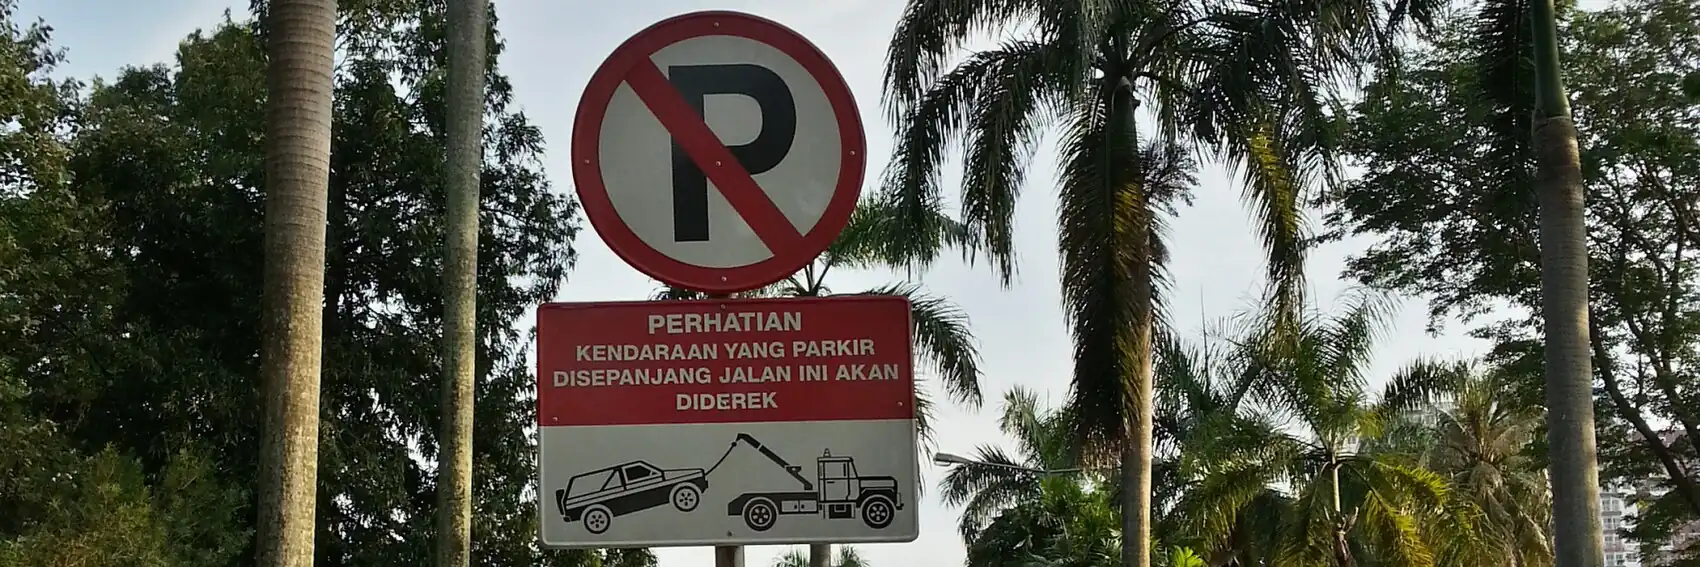 P
PERHATIAN
KENDARAAN YANG PARKIR
DISEPANJANG JALAN INI AKAN
DIDEREK